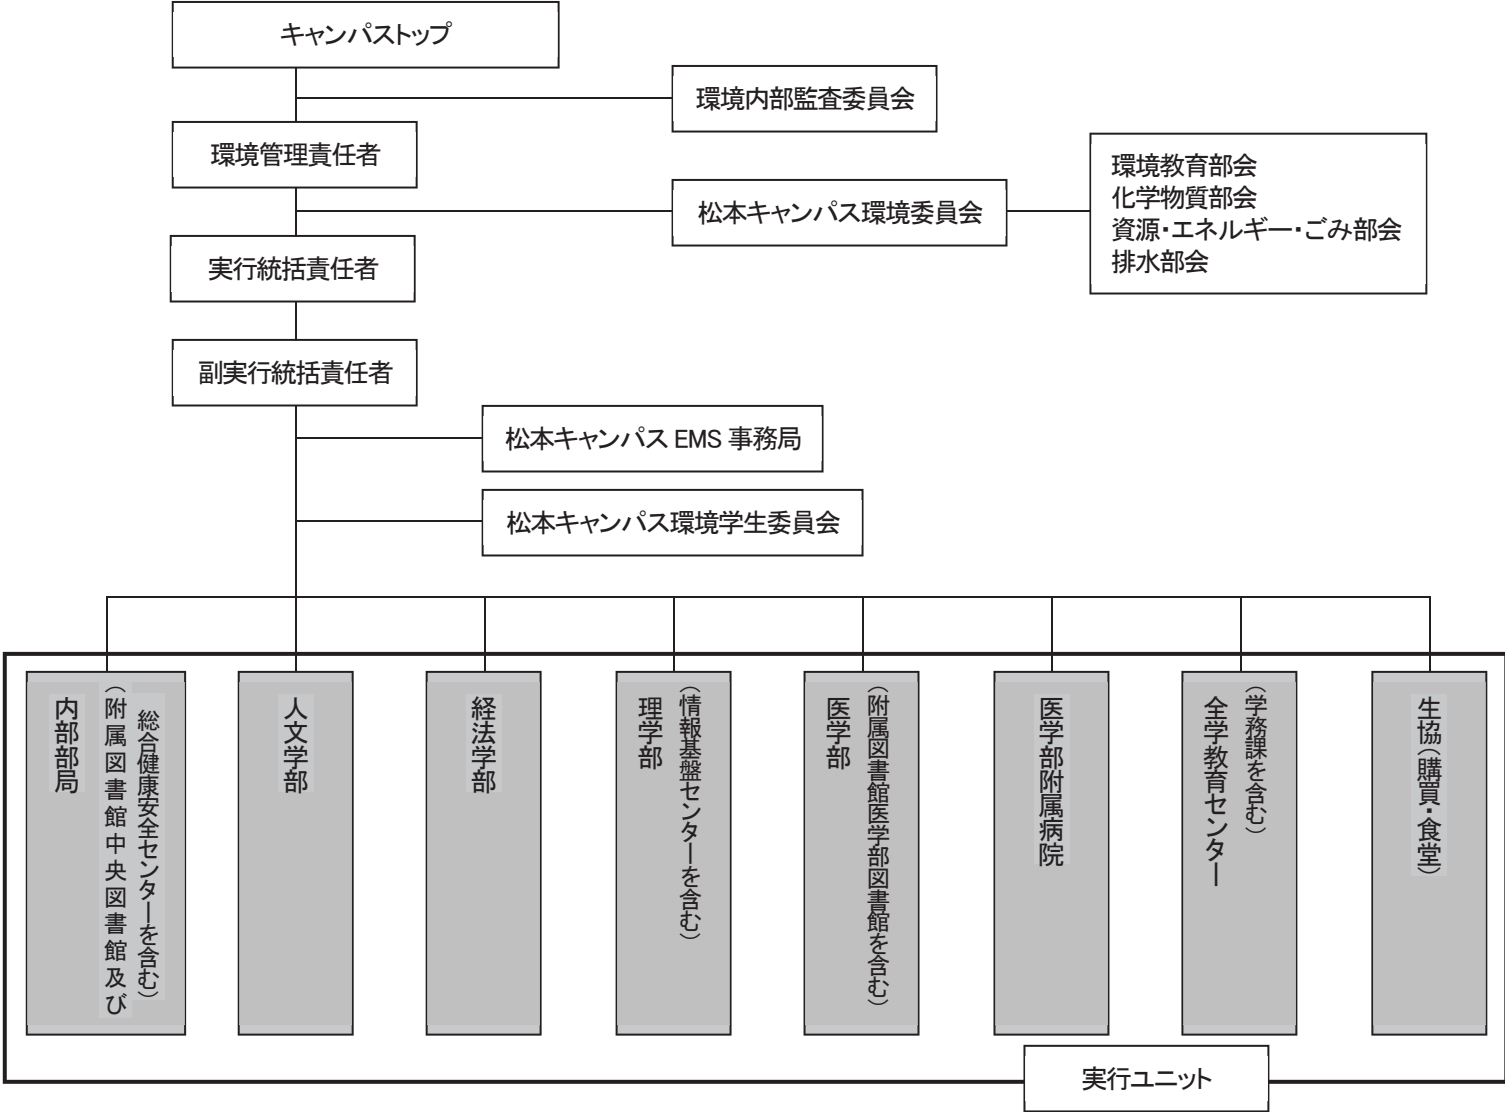 キャンパストップ
環境内部監査委員会
環境管理責任者
環境教育部会
化学物質部会
資源・エネルギー・ごみ部会
排水部会
松本キャンパス環境委員会
実行統括責任者
副実行統括責任者
松本キャンパス EMS 事務局
松本キャンパス環境学生委員会
内部部局
（附属図書館中央図書館及び
総合健康安全センターを含む）
人文学部
経法学部
理学部
（情報基盤センターを含む）
医学部
（附属図書館医学部図書館を含む）
医学部附属病院
全学教育センター
（学務課を含む）
生協（購買・食堂）
実行ユニット